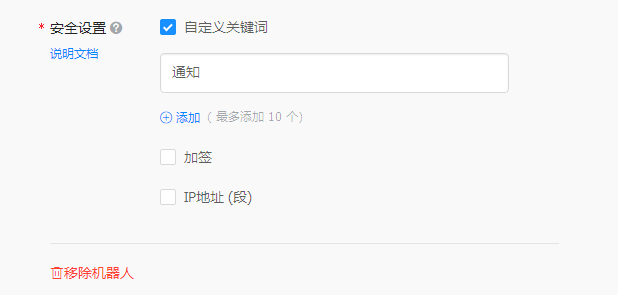 * 安全设置 ?
自定义关键词
说明文档
通知
添加 ( 最多添加 10 个)
加签
IP地址 (段)
移除机器人